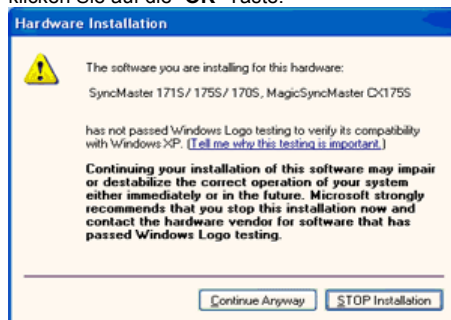 klicken Sie auf die "OK" Taste.
Hardware Installation
The software you are installing for this hardware:
SyncMaster 171S/ 175S/ 170S, MagicSyncMaster CX175S
has not passed Windows Logo testing to verify its compatibility
with Windows XP. (Tell me why this testing is important.)
Continuing your installation of this software may impair
or destabilize the correct operation of your system
either immediately or in the future. Microsoft strongly
recommends that you stop this installation now and
contact the hardware vendor for software that has
passed Windows Logo testing.
Continue Anyway
STOP Installation